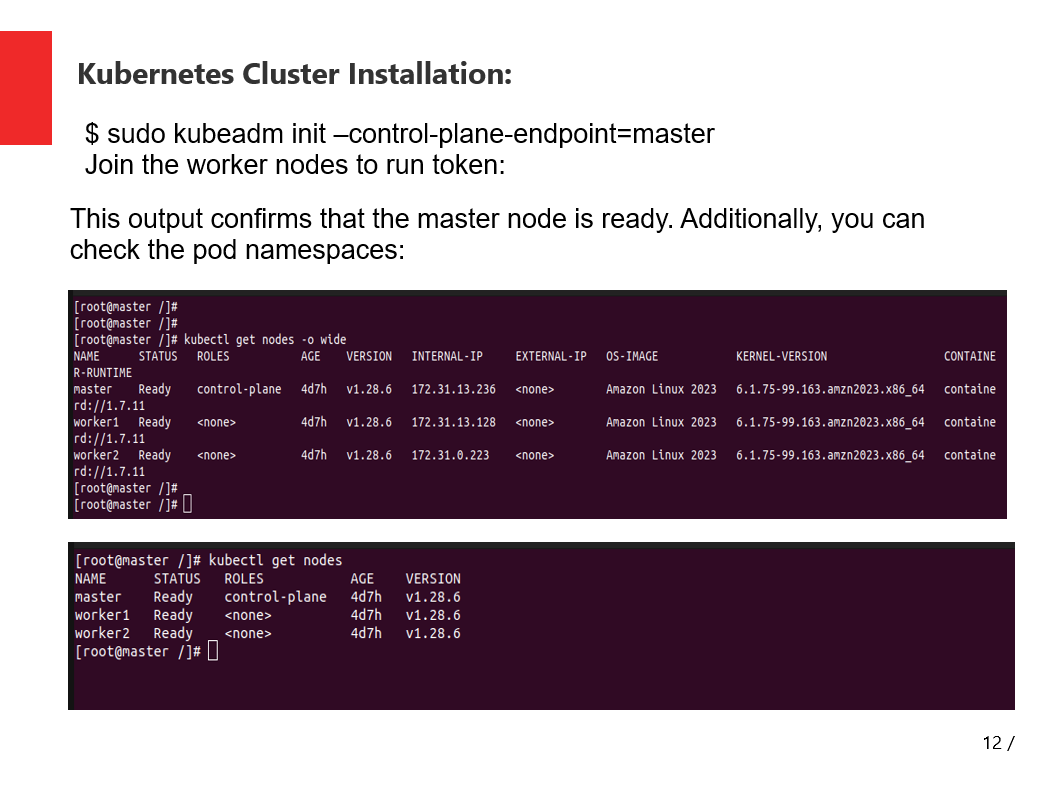 Kubernetes Cluster Installation:
$ sudo kubeadm init –control-plane-endpoint=master
Join the worker nodes to run token:
This output confirms that the master node is ready. Additionally, you can
check the pod namespaces:
[root@master /]#
[root@master /]#
[root@master /]# kubectl get nodes -o wide
NAME STATUS ROLES AGE VERSION INTERNAL-IP EXTERNAL-IP OS-IMAGE KERNEL-VERSION CONTAINE
R-RUNTIME
master Ready control-plane 4d7h v1.28.6 172.31.13.236 <none> Amazon Linux 2023 6.1.75-99.163.amzn2023.x86_64 containe
rd://1.7.11
worker1 Ready <none> 4d7h v1.28.6 172.31.13.128 <none> Amazon Linux 2023 6.1.75-99.163.amzn2023.x86_64 containe
rd://1.7.11
worker2 Ready <none> 4d7h v1.28.6 172.31.0.223 <none> Amazon Linux 2023 6.1.75-99.163.amzn2023.x86_64 containe
rd://1.7.11
[root@master /]#
[root@master /]#
[root@master /]# kubectl get nodes
NAME STATUS ROLES AGE VERSION
master Ready control-plane 4d7h v1.28.6
worker1 Ready <none> 4d7h v1.28.6
worker2 Ready <none> 4d7h v1.28.6
[root@master /]#
12 /